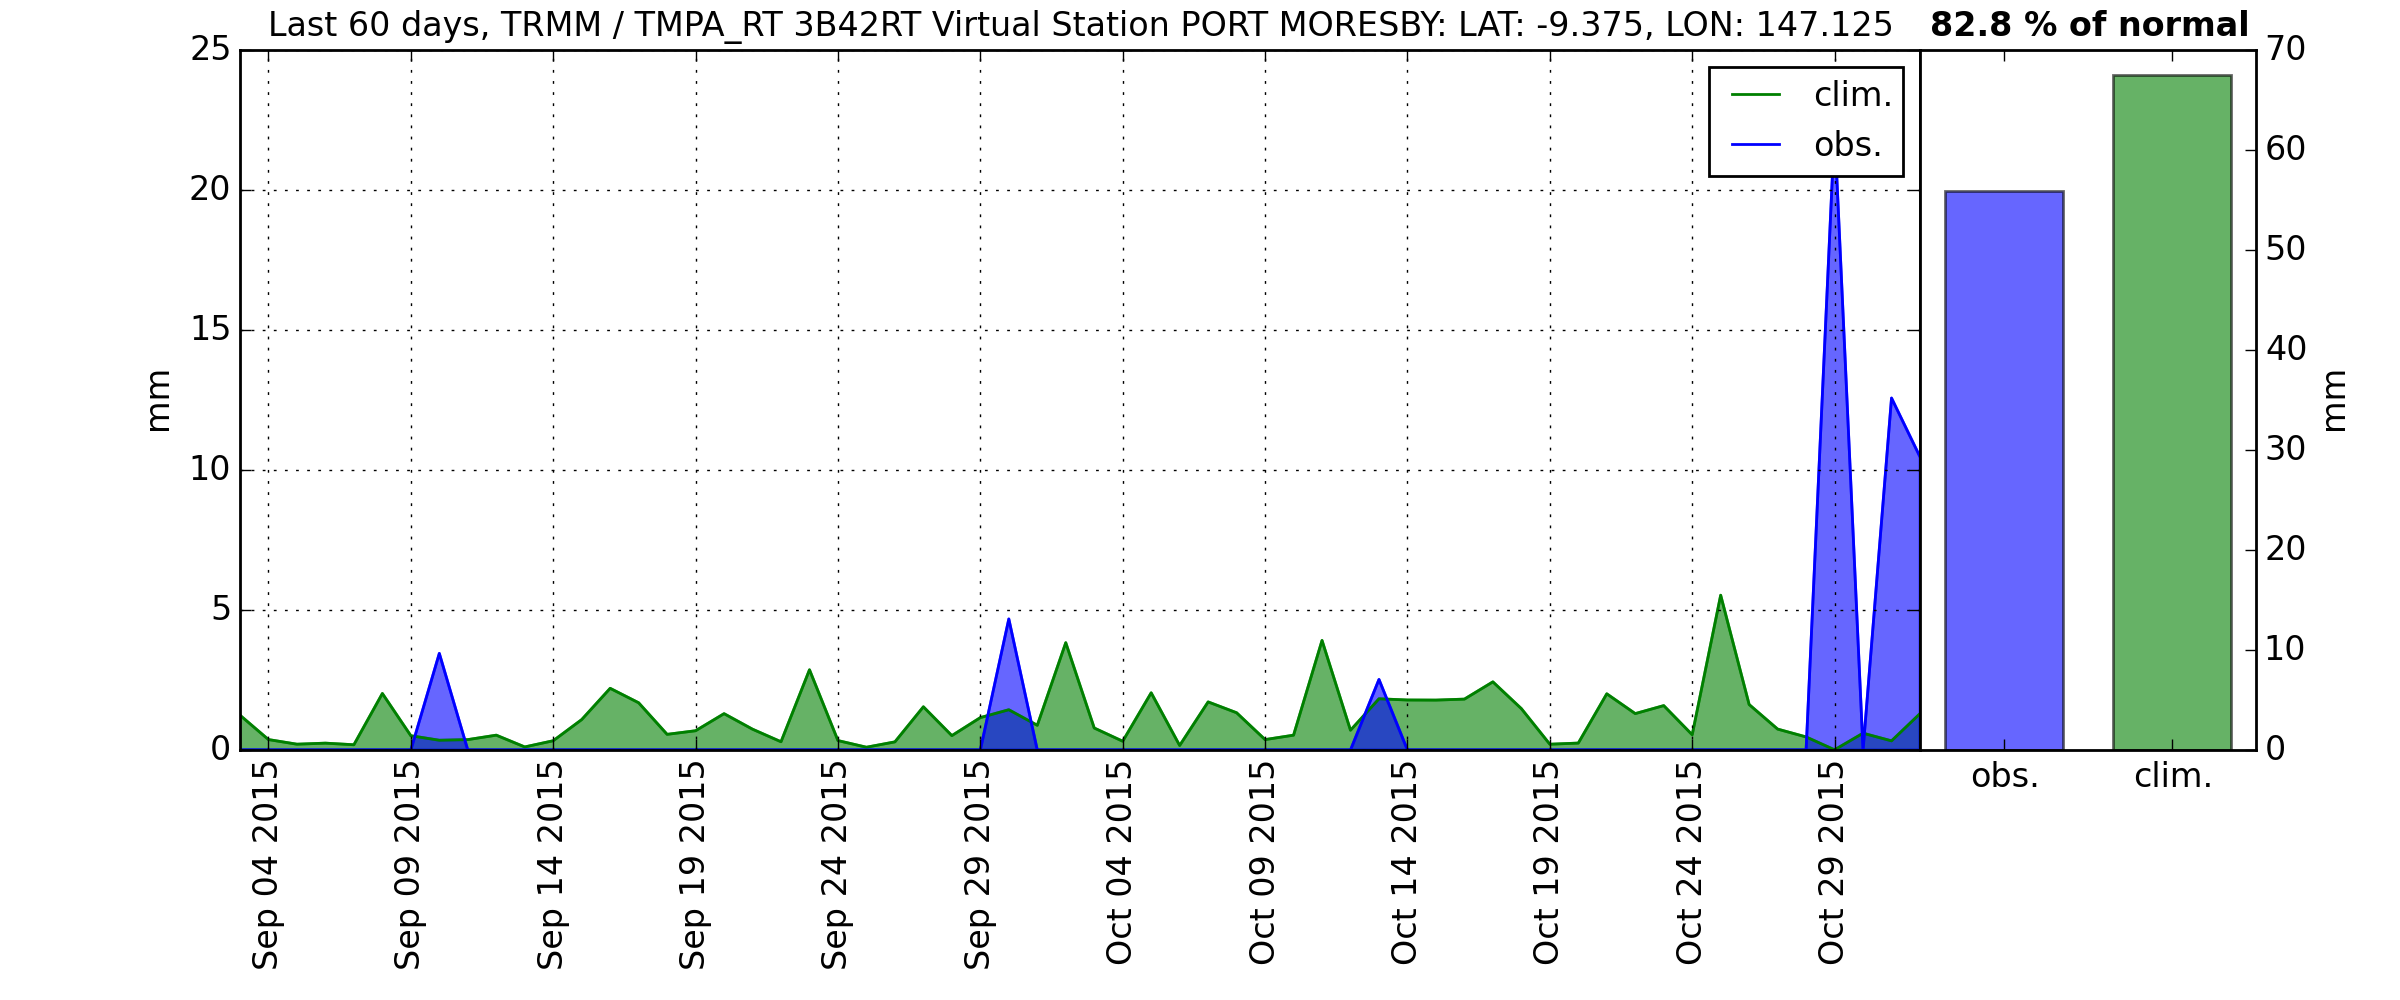 Last 60 days, TRMM / TMPA_RT 3B42RT Virtual Station PORT MORESBY: LAT: -9.375, LON: 147.125
82.8 % of normal
25
20
15
10
5
0
mm
clim.
obs.
Sep 04 2015
Sep 09 2015
Sep 14 2015
Sep 19 2015
Sep 24 2015
Sep 29 2015
Oct 04 2015
Oct 09 2015
Oct 14 2015
Oct 19 2015
Oct 24 2015
Oct 29 2015
obs.
clim.
70
60
50
40
30
20
10
0
mm